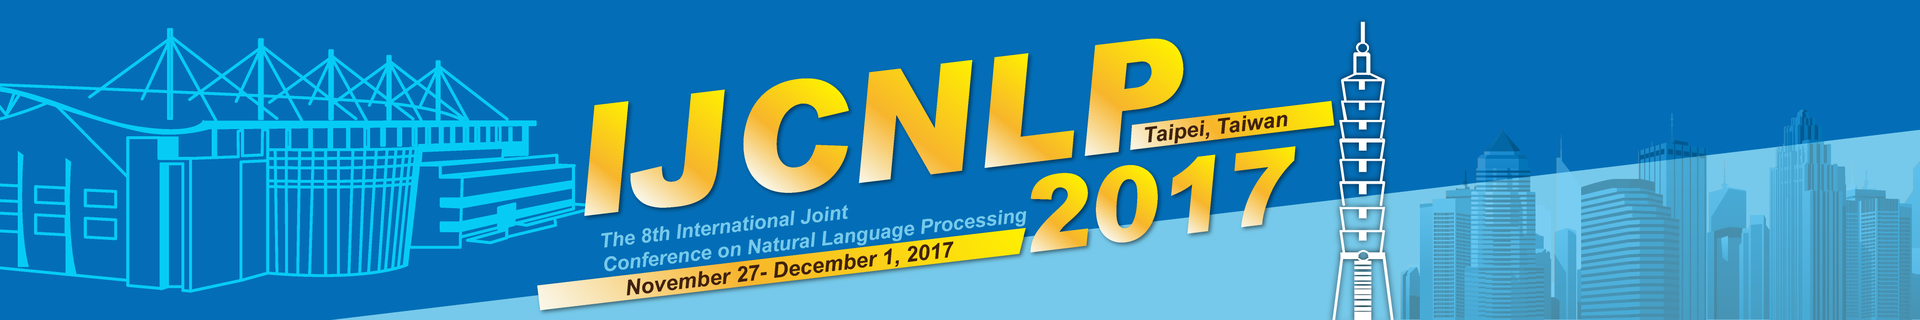 IJCNLP
Taipei, Taiwan
2017
The 8th International Joint
Conference on Natural Language Processing
November 27- December 1, 2017